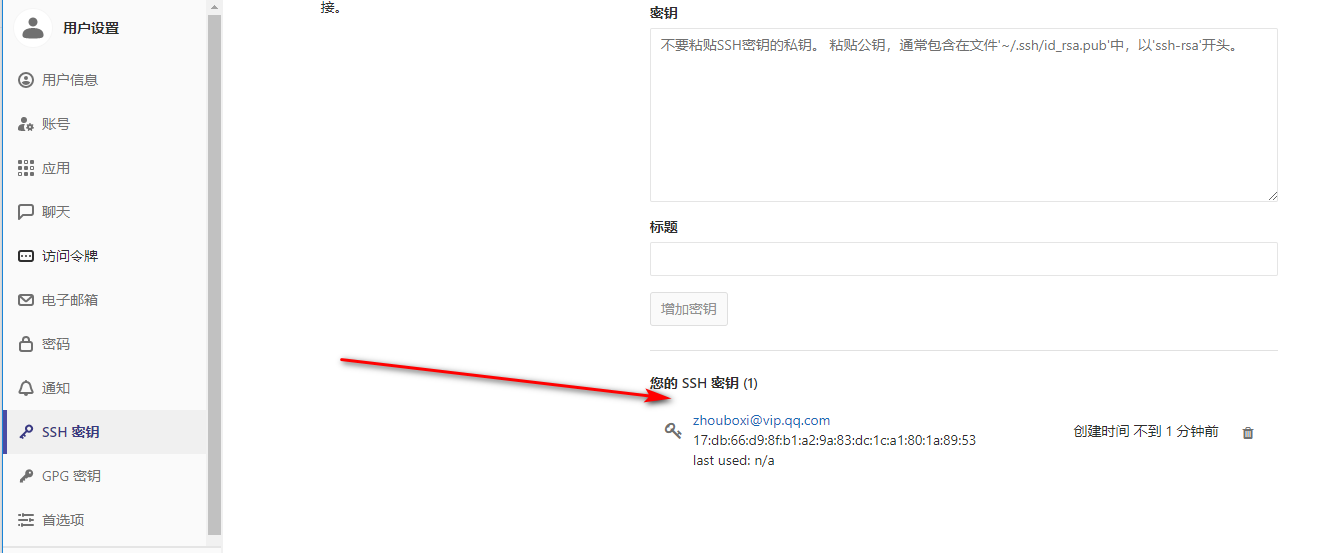 用户设置
用户信息
账号
应用
聊天
访问令牌
电子邮箱
密码
通知
SSH 密钥
GPG 密钥
首选项
接。
密钥
不要粘贴SSH密钥的私钥。 粘贴公钥，通常包含在文件'~/.ssh/id_rsa.pub'中，以'ssh-rsa'开头。
标题
增加密钥
您的 SSH 密钥 (1)
zhouboxi@vip.qq.com
17:db:66:d9:8f:b1:a2:9a:83:dc:1c:a1:80:1a:89:53
last used: n/a
创建时间 不到 1 分钟前